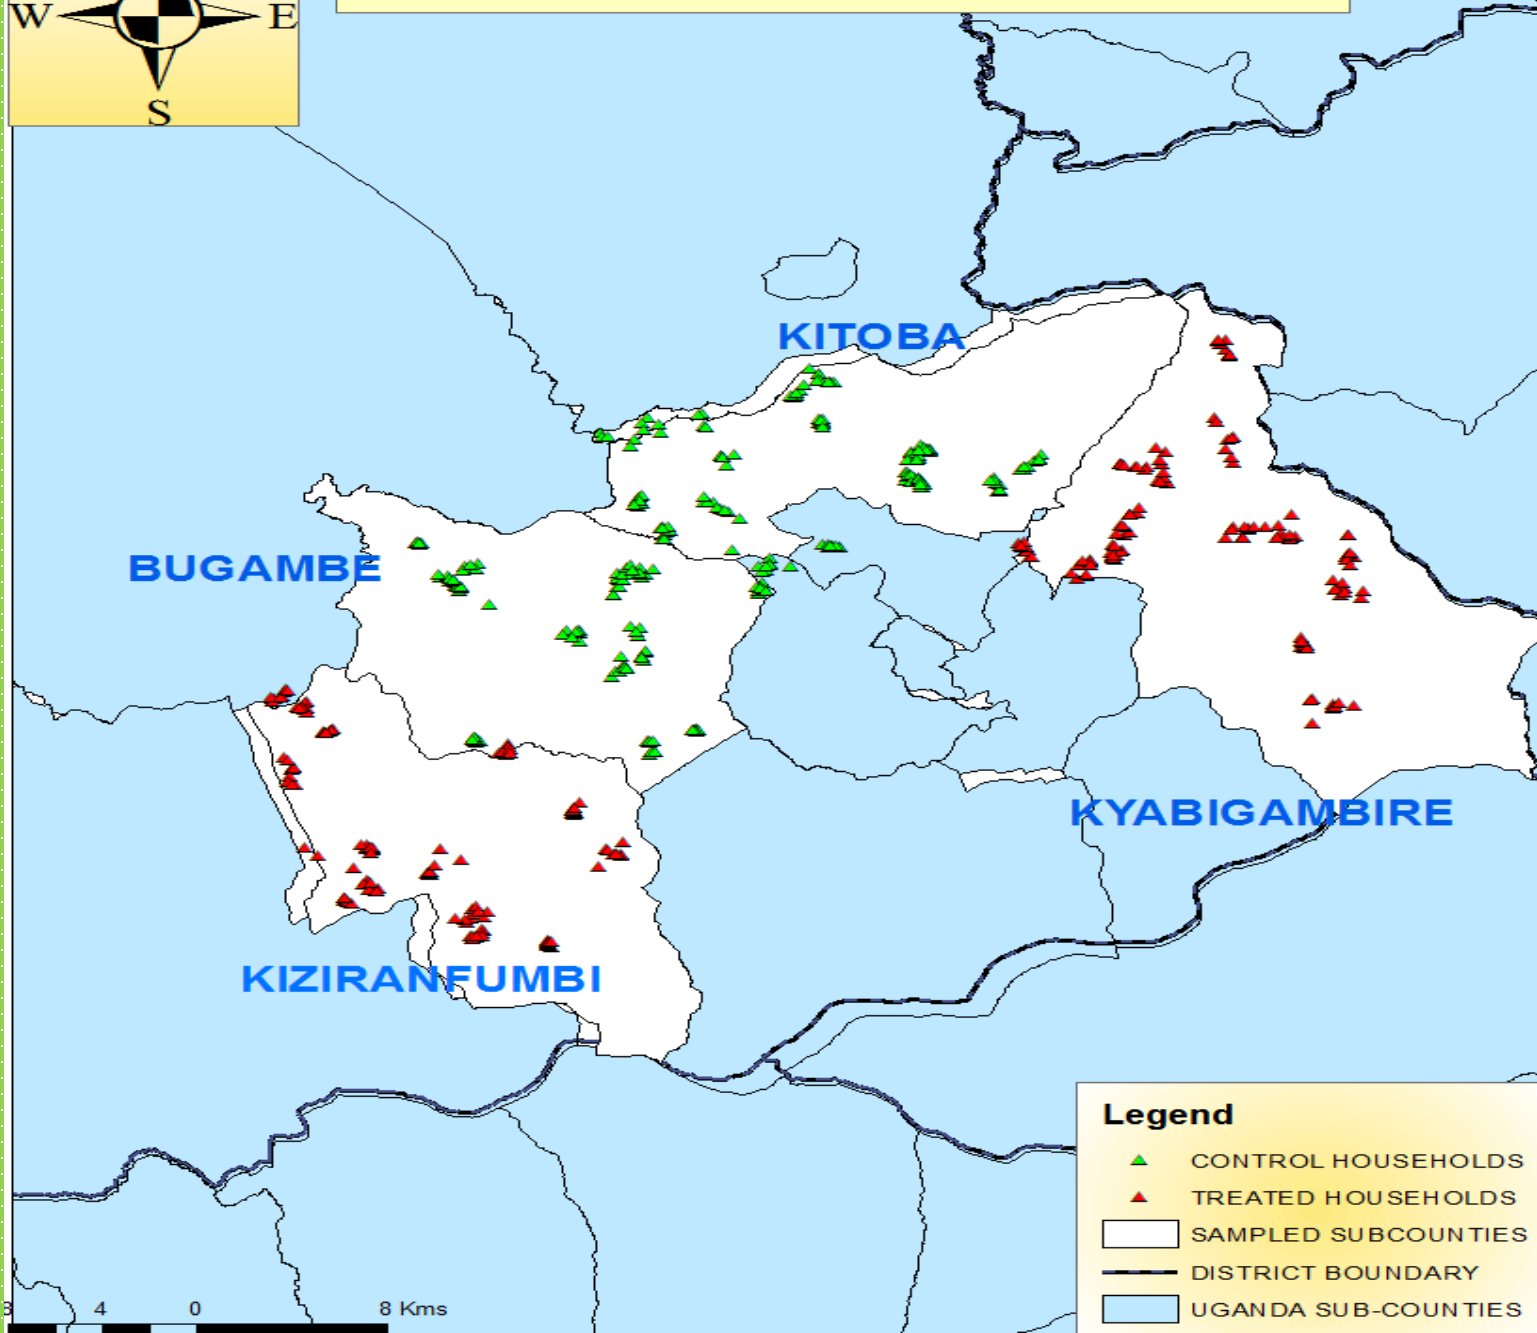 W E
S
KITOBA
BUGAMBE
KYABIGAMBIRE
KIZIRANFUMBI
Legend
CONTROL HOUSEHOLDS
TREATED HOUSEHOLDS
SAMPLED SUBCOUNTIES
DISTRICT BOUNDARY
UGANDA SUB-COUNTIES
8 4 0 8 Kms